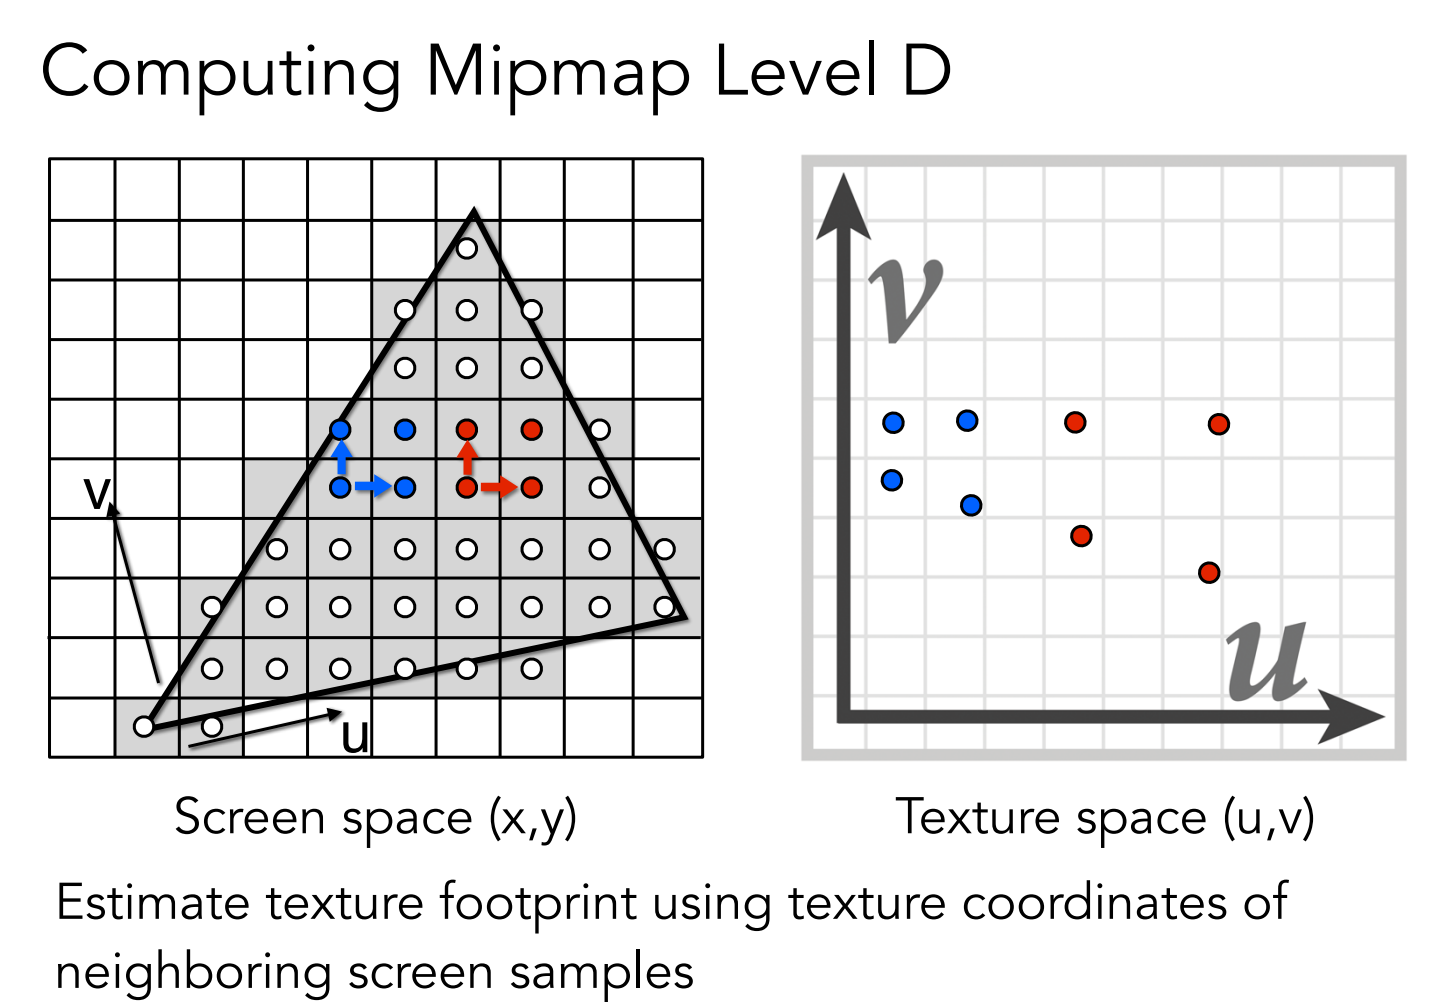 Computing Mipmap Level D
v
u
v
u
Screen space (x,y)
Texture space (u,v)
Estimate texture footprint using texture coordinates of
neighboring screen samples